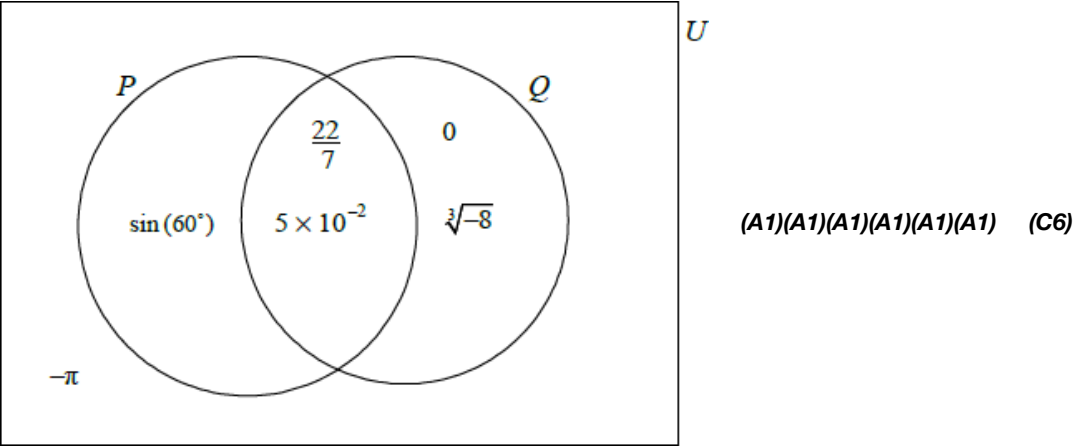 U
P Q
22/7 0
sin (60°) 5 × 10⁻² ∛−8 (A1)(A1)(A1)(A1)(A1)(A1) (C6)
−π